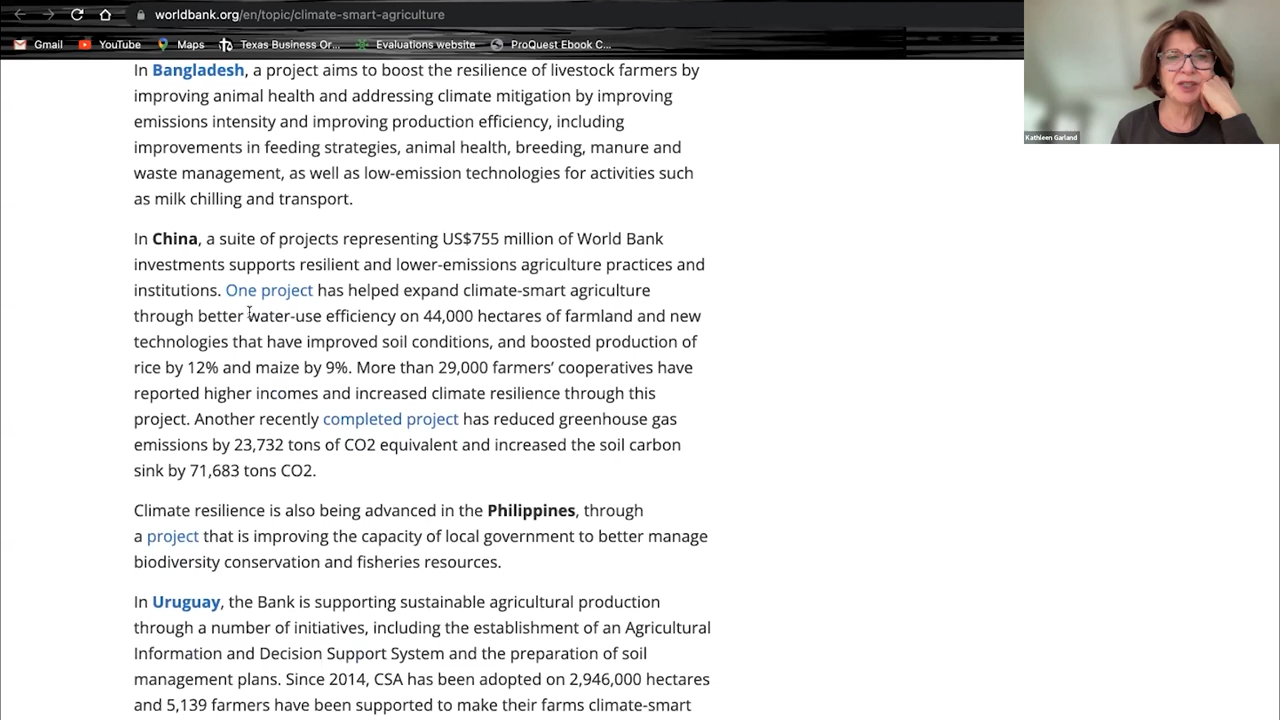 worldbank.org/en/topic/climate-smart-agriculture
Gmail YouTube Maps Texas Business Or... Evaluations website ProQuest Ebook C...
Kathleen Garland
In Bangladesh, a project aims to boost the resilience of livestock farmers by
improving animal health and addressing climate mitigation by improving
emissions intensity and improving production efficiency, including
improvements in feeding strategies, animal health, breeding, manure and
waste management, as well as low-emission technologies for activities such
as milk chilling and transport.
In China, a suite of projects representing US$755 million of World Bank
investments supports resilient and lower-emissions agriculture practices and
institutions. One project has helped expand climate-smart agriculture
through better water-use efficiency on 44,000 hectares of farmland and new
technologies that have improved soil conditions, and boosted production of
rice by 12% and maize by 9%. More than 29,000 farmers’ cooperatives have
reported higher incomes and increased climate resilience through this
project. Another recently completed project has reduced greenhouse gas
emissions by 23,732 tons of CO2 equivalent and increased the soil carbon
sink by 71,683 tons CO2.
Climate resilience is also being advanced in the Philippines, through
a project that is improving the capacity of local government to better manage
biodiversity conservation and fisheries resources.
In Uruguay, the Bank is supporting sustainable agricultural production
through a number of initiatives, including the establishment of an Agricultural
Information and Decision Support System and the preparation of soil
management plans. Since 2014, CSA has been adopted on 2,946,000 hectares
and 5,139 farmers have been supported to make their farms climate-smart